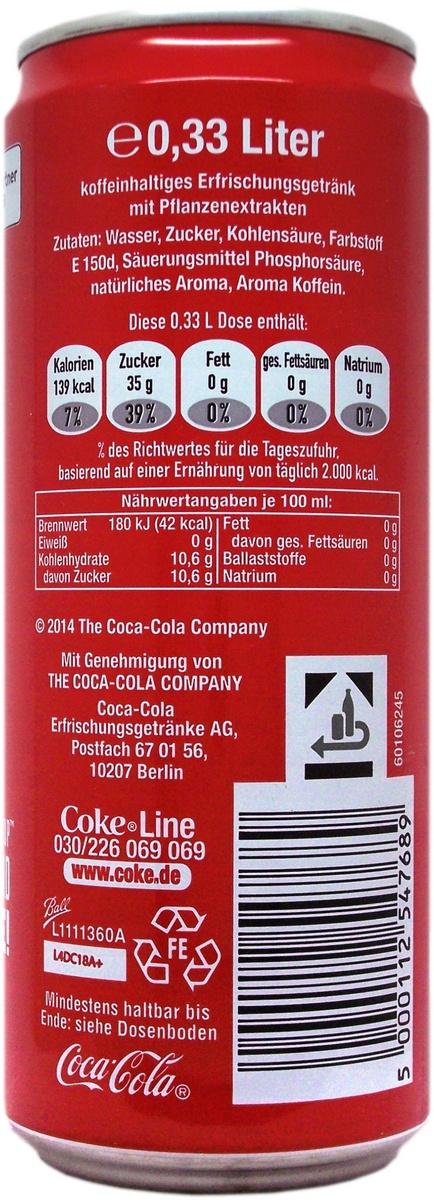 ℮0,33 Liter
koffeinhaltiges Erfrischungsgetränk
mit Pflanzenextrakten
Zutaten: Wasser, Zucker, Kohlensäure, Farbstoff
E 150d, Säuerungsmittel Phosphorsäure,
natürliches Aroma, Aroma Koffein.
Diese 0,33 L Dose enthält:
Kalorien Zucker Fett ges. Fettsäuren Natrium
139 kcal 35 g 0 g 0 g 0 g
7% 39% 0% 0% 0%
% des Richtwertes für die Tageszufuhr,
basierend auf einer Ernährung von täglich 2.000 kcal.
Nährwertangaben je 100 ml:
Brennwert 180 kJ (42 kcal) Fett 0 g
Eiweiß 0 g davon ges. Fettsäuren 0 g
Kohlenhydrate 10,6 g Ballaststoffe 0 g
davon Zucker 10,6 g Natrium 0 g
© 2014 The Coca-Cola Company
Mit Genehmigung von
THE COCA-COLA COMPANY
Coca-Cola
Erfrischungsgetränke AG,
Postfach 67 01 56,
10207 Berlin
60106245
Coke® Line
030/226 069 069
www.coke.de
Ball
L1111360A
L4DC18A+
FE
Mindestens haltbar bis
Ende: siehe Dosenboden
Coca-Cola®
5 000112 547689